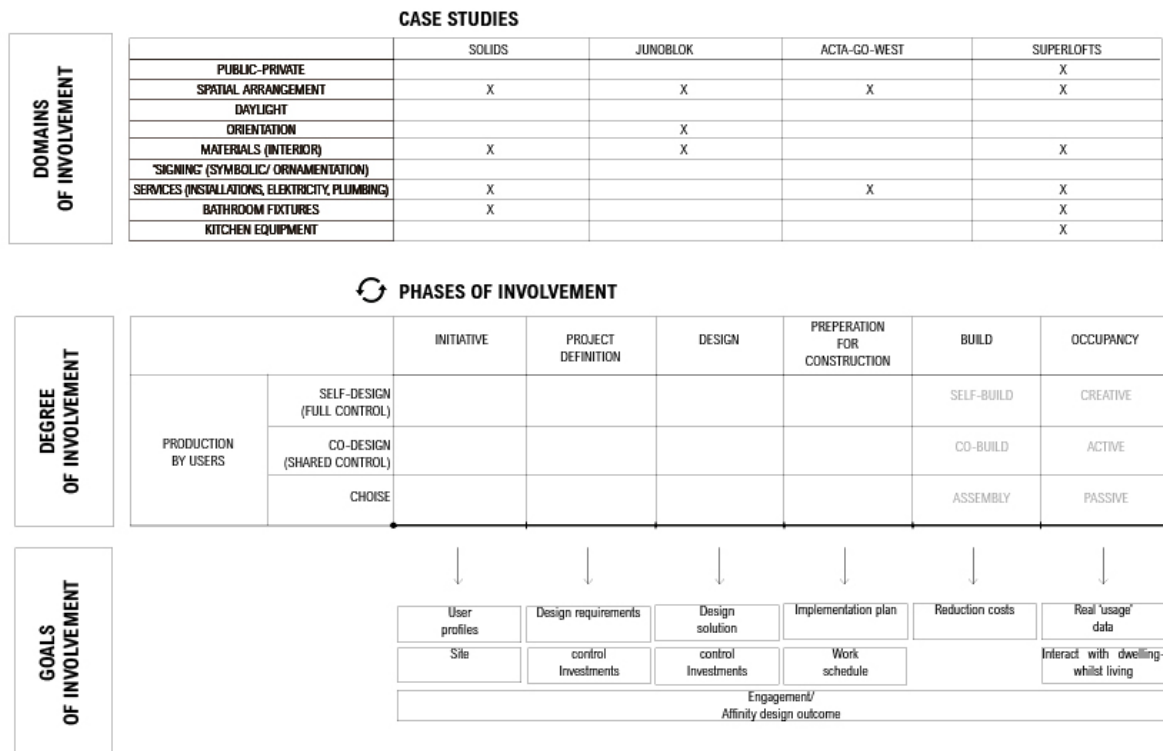 CASE STUDIES
DOMAINS
OF INVOLVEMENT
SOLIDS JUNOBLOK ACTA-GO-WEST SUPERLOFTS
PUBLIC-PRIVATE X
SPATIAL ARRANGEMENT X X X X
DAYLIGHT
ORIENTATION X
MATERIALS (INTERIOR) X X X
"SIGNING" (SYMBOLIC/ ORNAMENTATION)
SERVICES (INSTALLATIONS, ELEKTRICITY, PLUMBING) X X X
BATHROOM FIXTURES X X
KITCHEN EQUIPMENT X
PHASES OF INVOLVEMENT
DEGREE
OF INVOLVEMENT
INITIATIVE
PROJECT
DEFINITION
DESIGN
PREPERATION
FOR
CONSTRUCTION
BUILD
OCCUPANCY
PRODUCTION
BY USERS
SELF-DESIGN
(FULL CONTROL)
SELF-BUILD CREATIVE
CO-DESIGN
(SHARED CONTROL)
CO-BUILD ACTIVE
CHOISE ASSEMBLY PASSIVE
GOALS
OF INVOLVEMENT
User
profiles
Design requirements
Design
solution
Implementation plan
Reduction costs
Real 'usage'
data
Site
control
Investments
control
Investments
Work
schedule
Interact with dwelling-
whilst living
Engagement/
Affinity design outcome